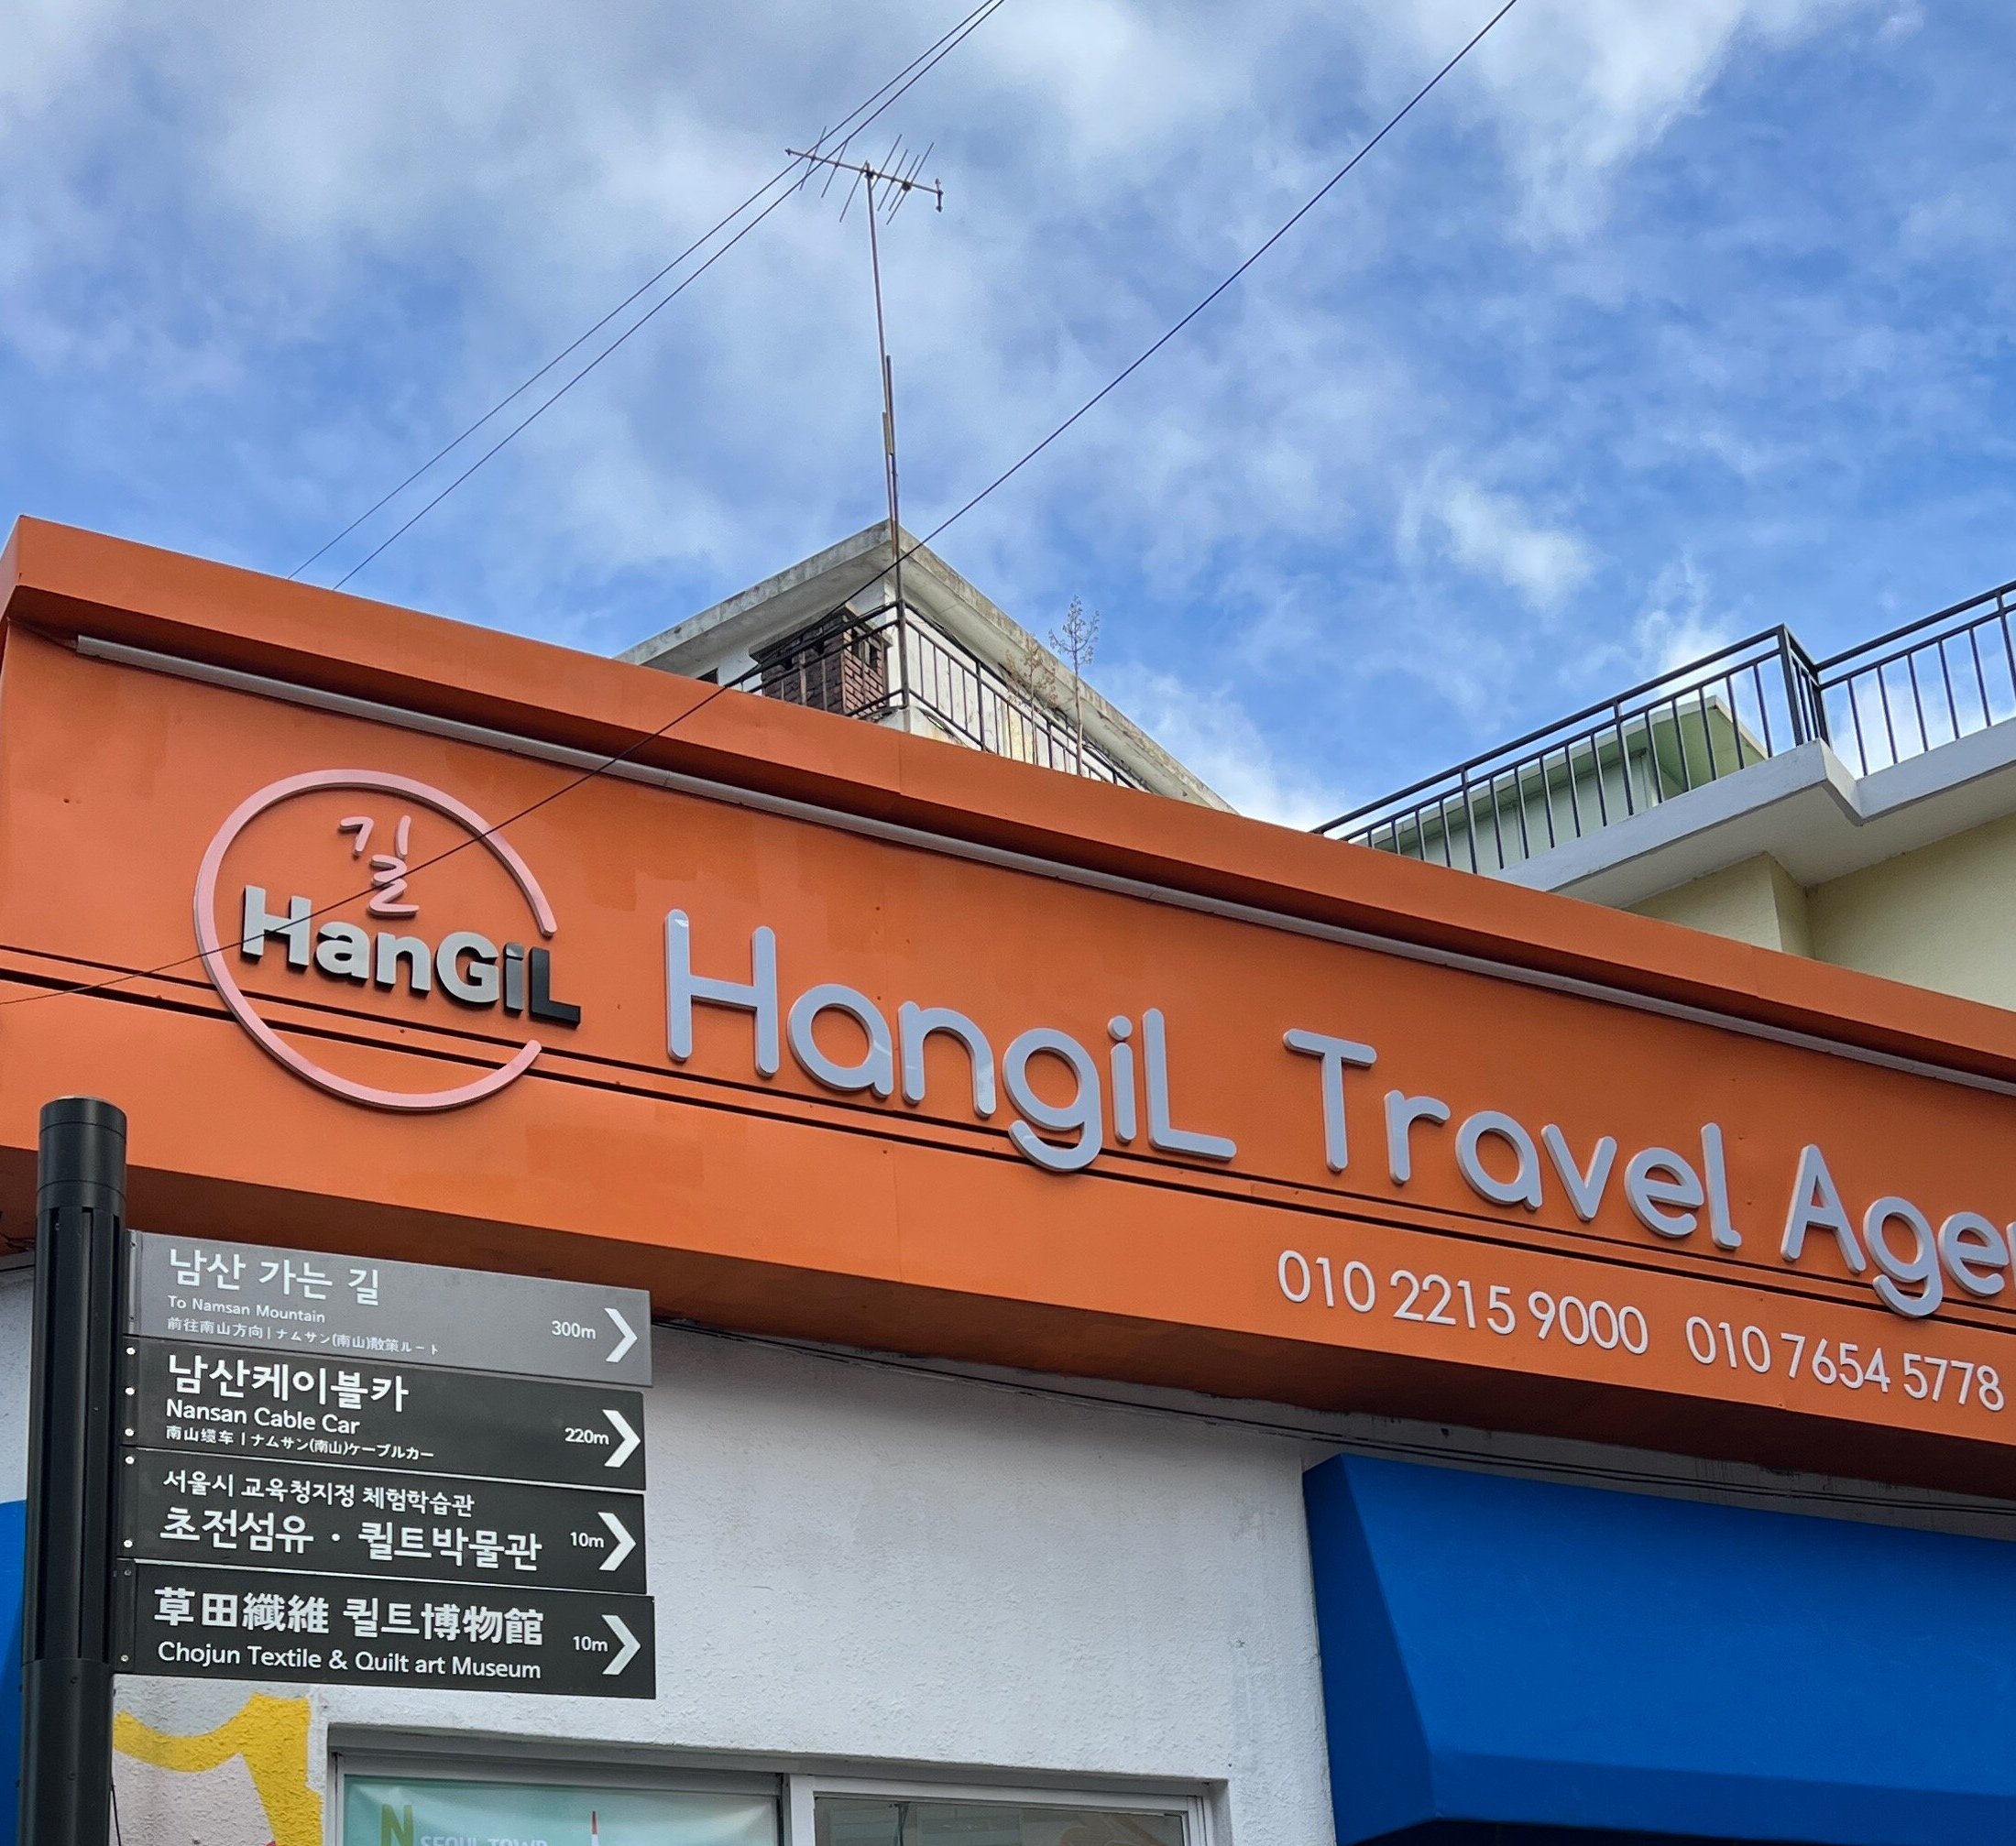 길
HanGiL
HangiL Travel
010 2215 9000 010 7654 5778
남산 가는 길
To Namsan Mountain
前往南山方向 | ナムサン(南山)散策ルート
300m
남산케이블카
Nansan Cable Car
南山缆车 | ナムサン(南山)ケーブルカー
220m
서울시 교육청지정 체험학습관
초전섬유 · 퀼트박물관
10m
草田纖維 퀼트博物館
Chojun Textile & Quilt art Museum
10m
N
SEOUL TOWN